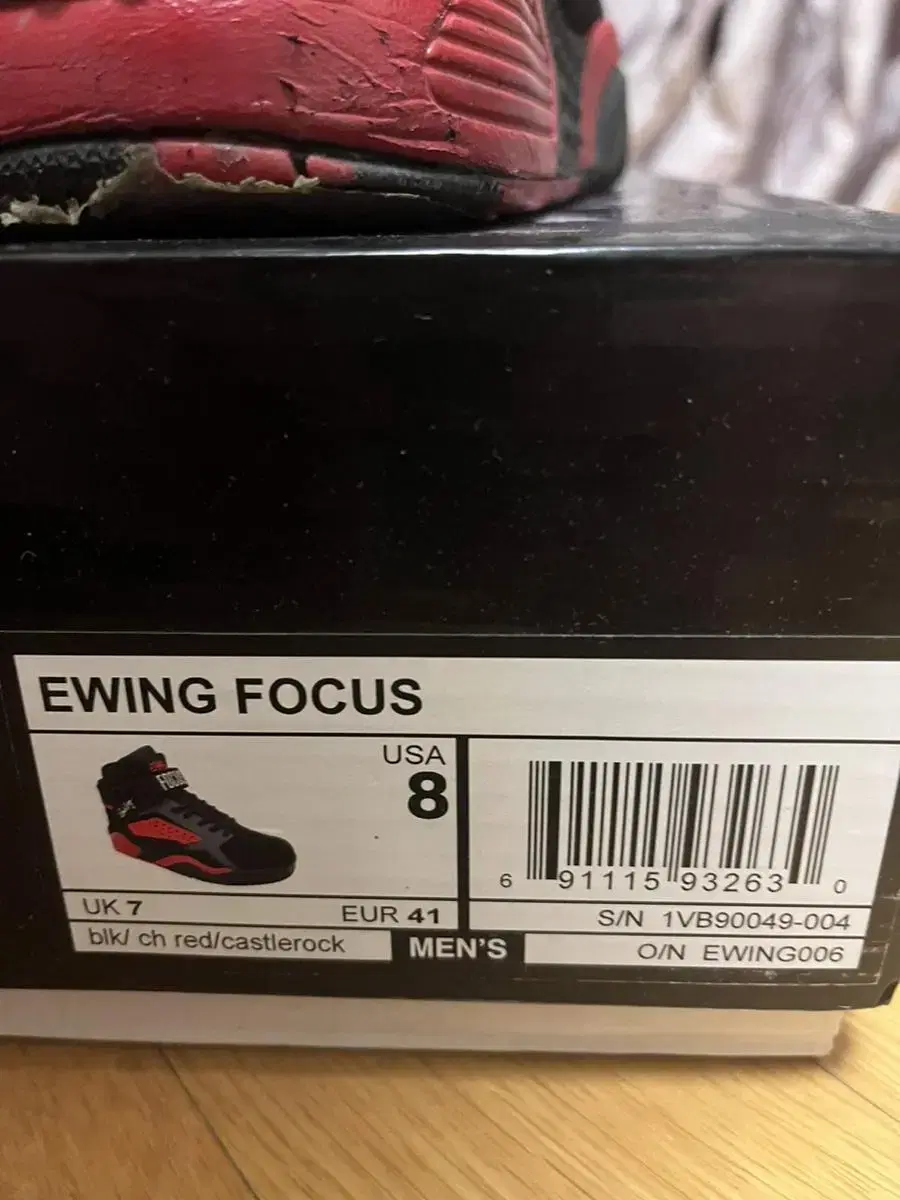 EWING FOCUS
USA
8
UK 7
EUR 41
blk/ ch red/castlerock
MEN'S
6 91115 93263 0
S/N 1VB90049-004
O/N EWING006